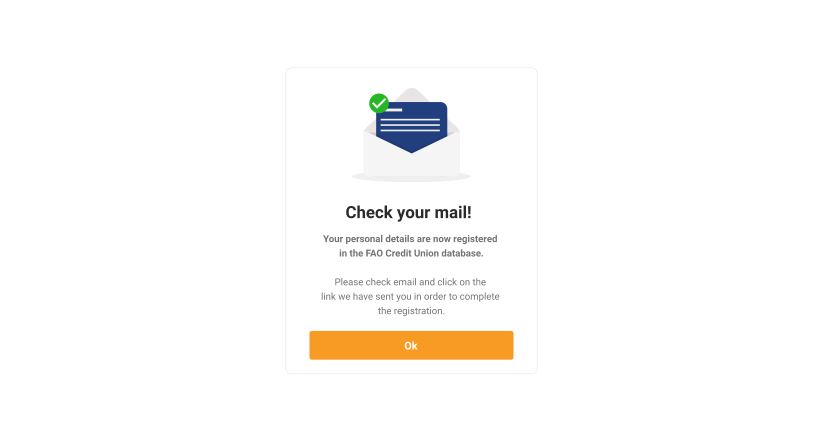 Check your mail!
Your personal details are now registered
in the FAO Credit Union database.
Please check email and click on the
link we have sent you in order to complete
the registration.
Ok